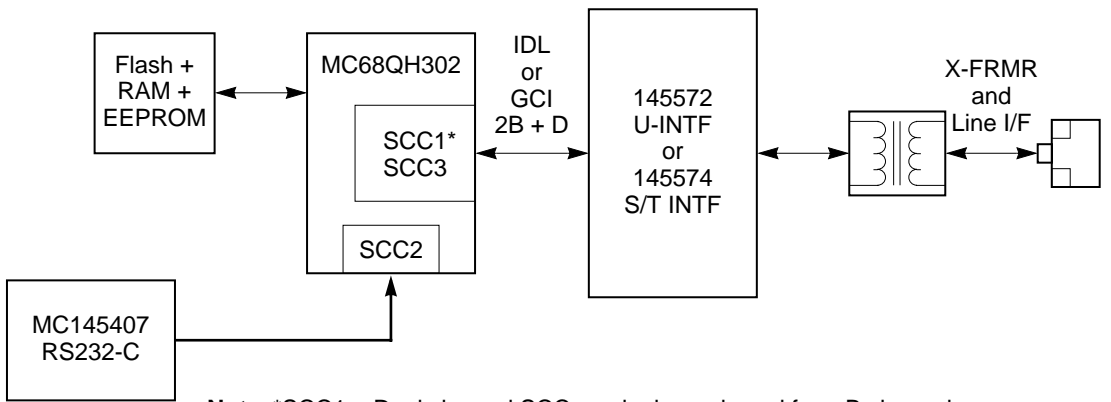 Flash +
RAM +
EEPROM
MC68QH302
SCC1*
SCC3
SCC2
IDL
or
GCI
2B + D
145572
U-INTF
or
145574
S/T INTF
X-FRMR
and
Line I/F
MC145407
RS232-C